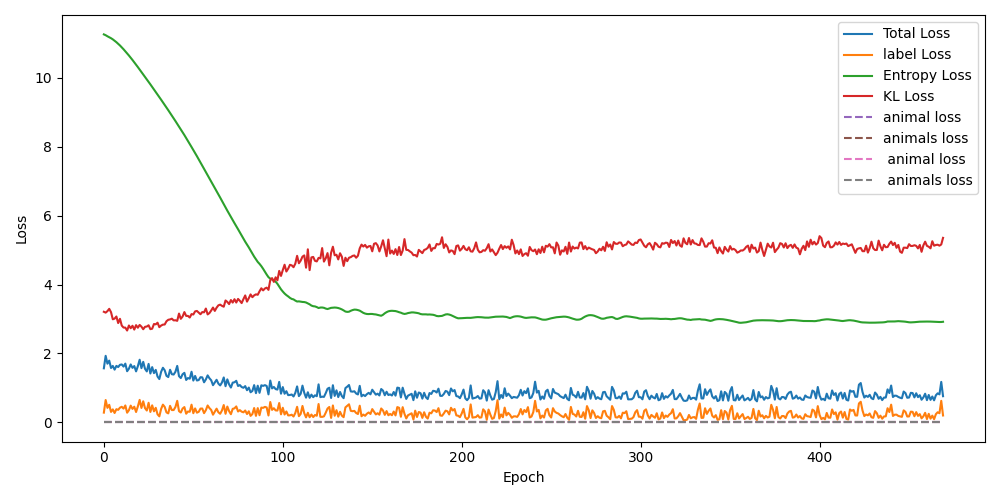 Total Loss
label Loss
Entropy Loss
KL Loss
animal loss
animals loss
animal loss
animals loss
Loss
10
8
6
4
2
0
0 100 200 300 400
Epoch